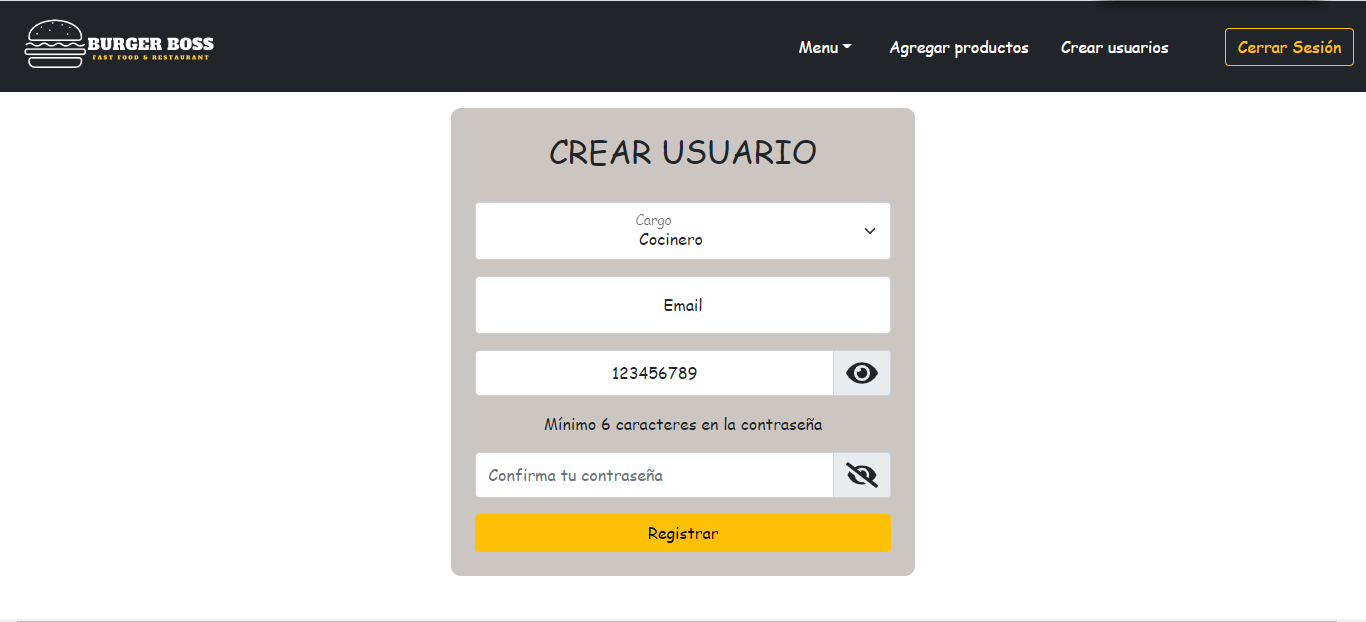 BURGER BOSS
FAST FOOD & RESTAURANT
Menu
Agregar productos
Crear usuarios
Cerrar Sesión
CREAR USUARIO
Cargo
Cocinero
Email
123456789
Mínimo 6 caracteres en la contraseña
Confirma tu contraseña
Registrar